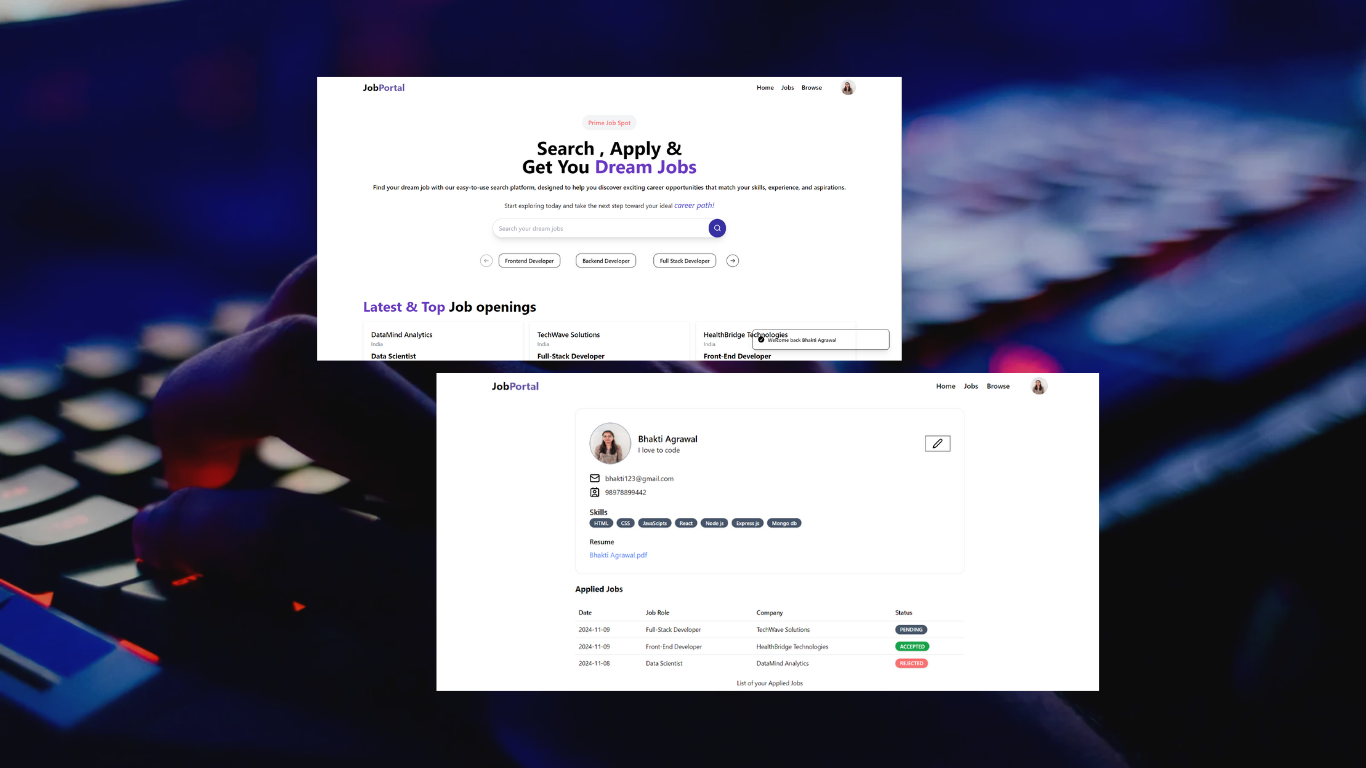 JobPortal
Home Jobs Browse
Prime Job Spot
Search , Apply &
Get You Dream Jobs
Find your dream job with our easy-to-use search platform, designed to help you discover exciting career opportunities that match your skills, experience, and aspirations.
Start exploring today and take the next step toward your ideal career path!
Search your dream jobs
Frontend Developer Backend Developer Full Stack Developer
Latest & Top Job openings
DataMind Analytics TechWave Solutions HealthBridge Technologies
India India India
Welcome back Bhakti Agrawal
Data Scientist Full-Stack Developer Front-End Developer
JobPortal
Home Jobs Browse
Bhakti Agrawal
I love to code
bhakti123@gmail.com
98978899442
Skills
HTML CSS JavaScipts React Node js Express js Mongo db
Resume
Bhakti Agrawal.pdf
Applied Jobs
Date Job Role Company Status
2024-11-09 Full-Stack Developer TechWave Solutions PENDING
2024-11-09 Front-End Developer HealthBridge Technologies ACCEPTED
2024-11-08 Data Scientist DataMind Analytics REJECTED
List of your Applied Jobs